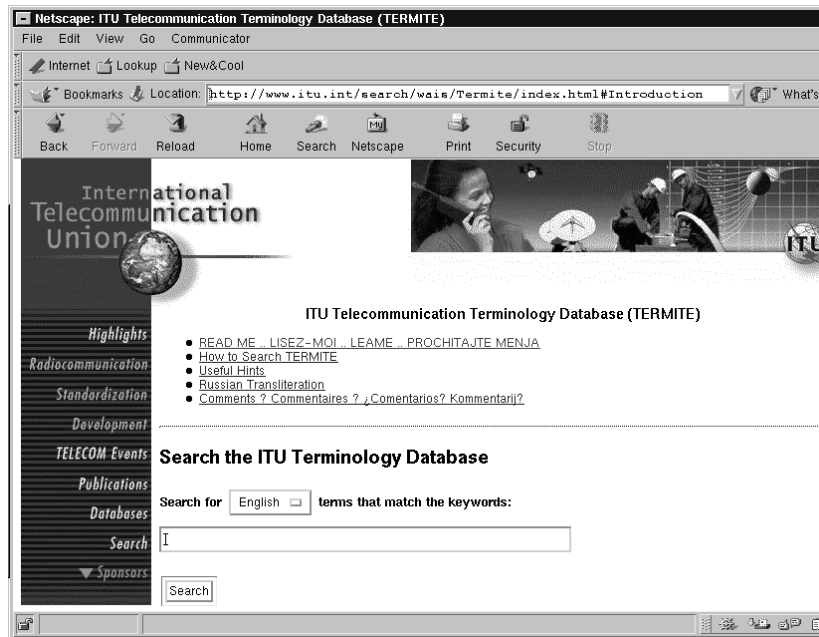 Netscape: ITU Telecommunication Terminology Database (TERMITE)
File Edit View Go Communicator
Internet Lookup New&Cool
Bookmarks Location: http://www.itu.int/search/wais/Termite/index.html#Introduction What's
Back Forward Reload Home Search Netscape Print Security Stop
My
International
Telecommunication
Union
ITU
ITU Telecommunication Terminology Database (TERMITE)
READ ME .. LISEZ-MOI .. LEAME .. PROCHITAJTE MENJA
How to Search TERMITE
Useful Hints
Russian Transliteration
Comments ? Commentaires ? ¿Comentarios? Kommentarij?
Highlights
Radiocommunication
Standardization
Development
TELECOM Events
Publications
Databases
Search
Sponsors
Search the ITU Terminology Database
Search for English terms that match the keywords:
Search